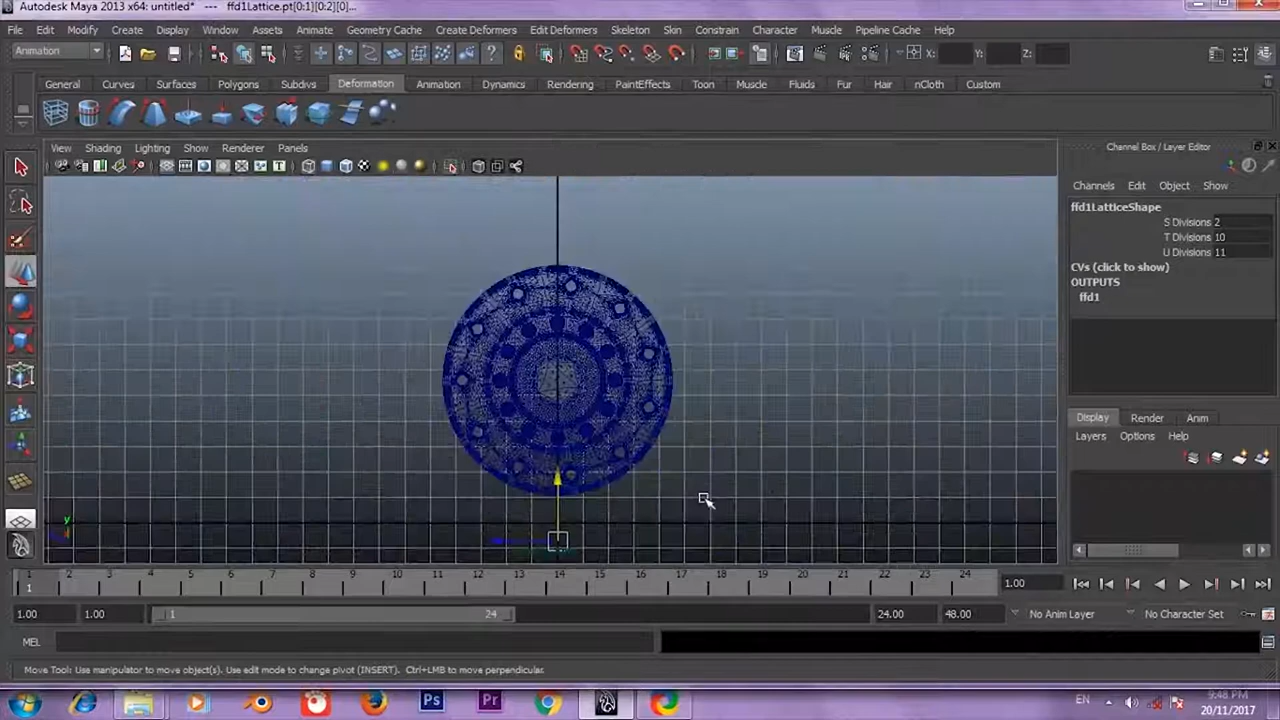 Autodesk Maya 2013 x64: untitled* --- ffd1Lattice.pt[0:1][0:2][0]...
File Edit Modify Create Display Window Assets Animate Geometry Cache Create Deformers Edit Deformers Skeleton Skin Constrain Character Muscle Pipeline Cache Help
Animation X: Y: Z:
General Curves Surfaces Polygons Subdivs Deformation Animation Dynamics Rendering PaintEffects Toon Muscle Fluids Fur Hair nCloth Custom
View Shading Lighting Show Renderer Panels
Channel Box / Layer Editor
Channels Edit Object Show
ffd1LatticeShape
S Divisions 2
T Divisions 10
U Divisions 11
CVs (click to show)
OUTPUTS
ffd1
Display Render Anim
Layers Options Help
y
1 2 3 4 5 6 7 8 9 10 11 12 13 14 15 16 17 18 19 20 21 22 23 24
1 1.00
1.00 1.00 1 24 24.00 48.00 No Anim Layer No Character Set
MEL
Move Tool: Use manipulator to move object(s). Use edit mode to change pivot (INSERT). Ctrl+LMB to move perpendicular.
Ps Pr EN 9:48 PM
20/11/2017